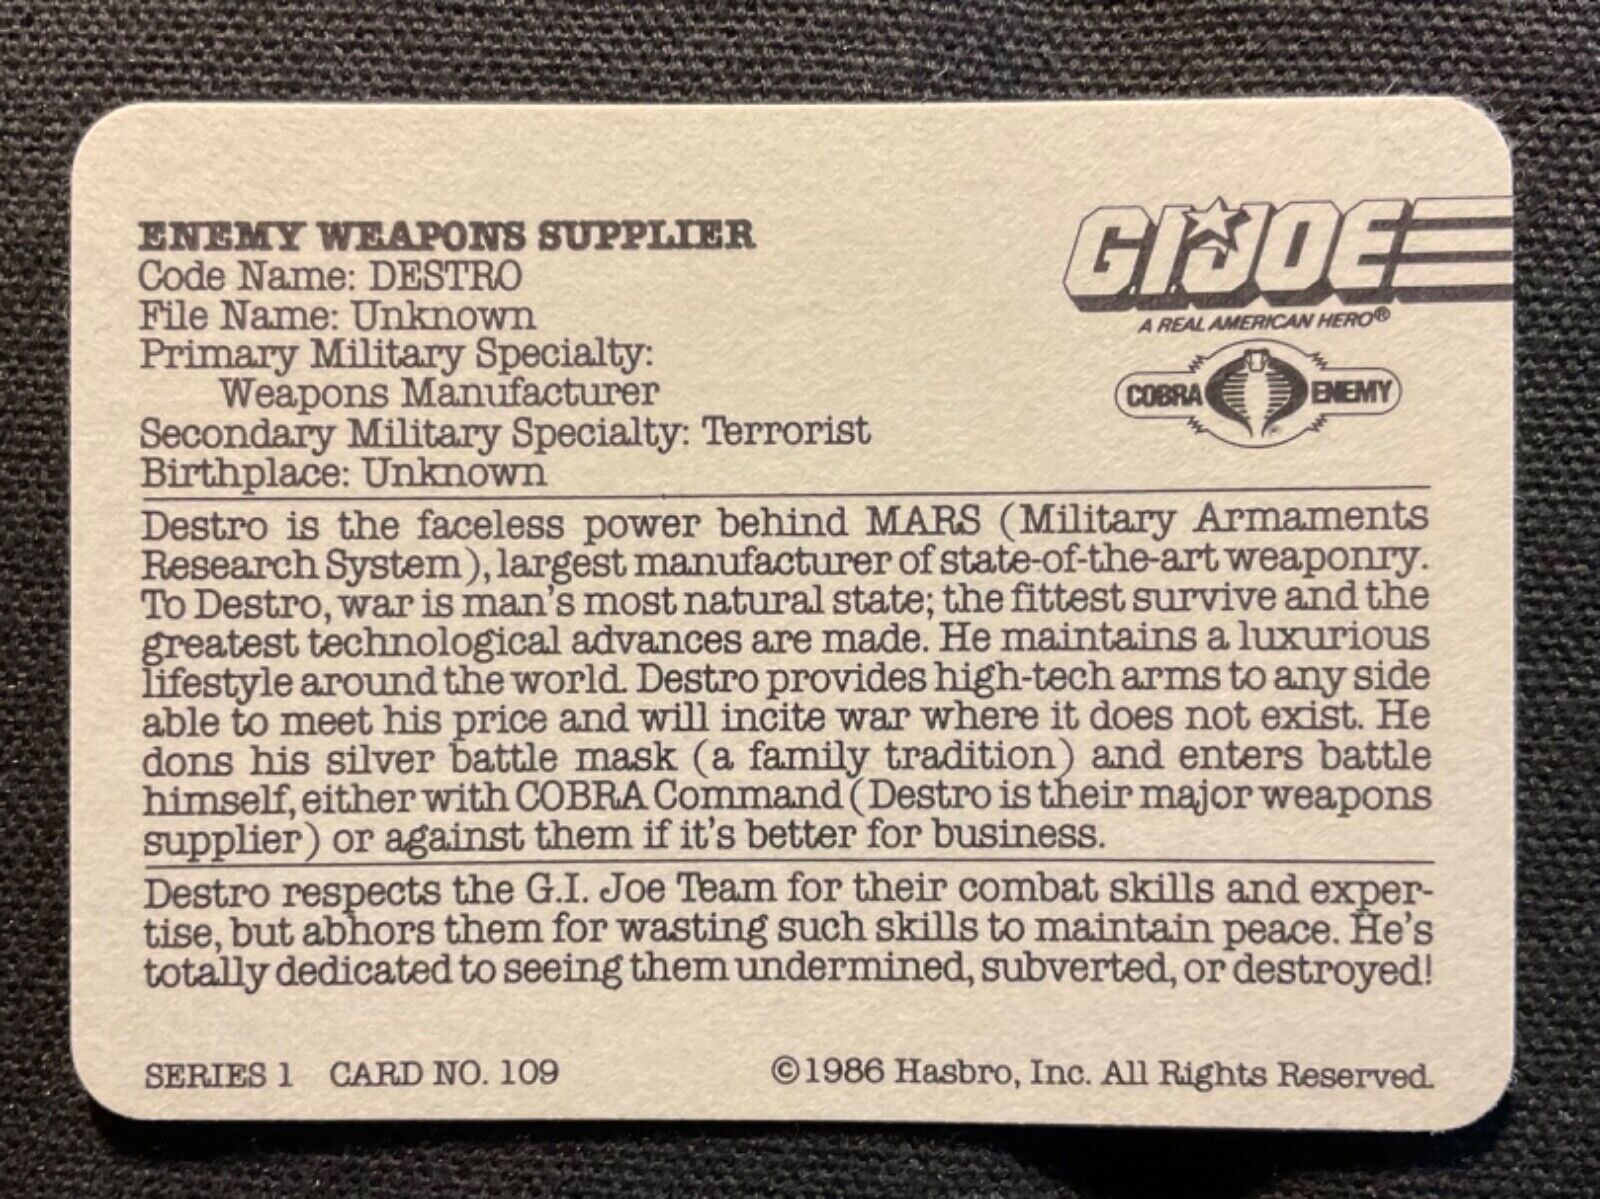 ENEMY WEAPONS SUPPLIER
Code Name: DESTRO
File Name: Unknown
Primary Military Specialty:
Weapons Manufacturer
Secondary Military Specialty: Terrorist
Birthplace: Unknown
G.I.JOE
A REAL AMERICAN HERO®
COBRA ENEMY
Destro is the faceless power behind MARS (Military Armaments
Research System), largest manufacturer of state-of-the-art weaponry.
To Destro, war is man's most natural state; the fittest survive and the
greatest technological advances are made. He maintains a luxurious
lifestyle around the world. Destro provides high-tech arms to any side
able to meet his price and will incite war where it does not exist. He
dons his silver battle mask (a family tradition) and enters battle
himself, either with COBRA Command (Destro is their major weapons
supplier) or against them if it's better for business.
Destro respects the G.I. Joe Team for their combat skills and exper-
tise, but abhors them for wasting such skills to maintain peace. He's
totally dedicated to seeing them undermined, subverted, or destroyed!
SERIES 1 CARD NO. 109
©1986 Hasbro, Inc. All Rights Reserved.